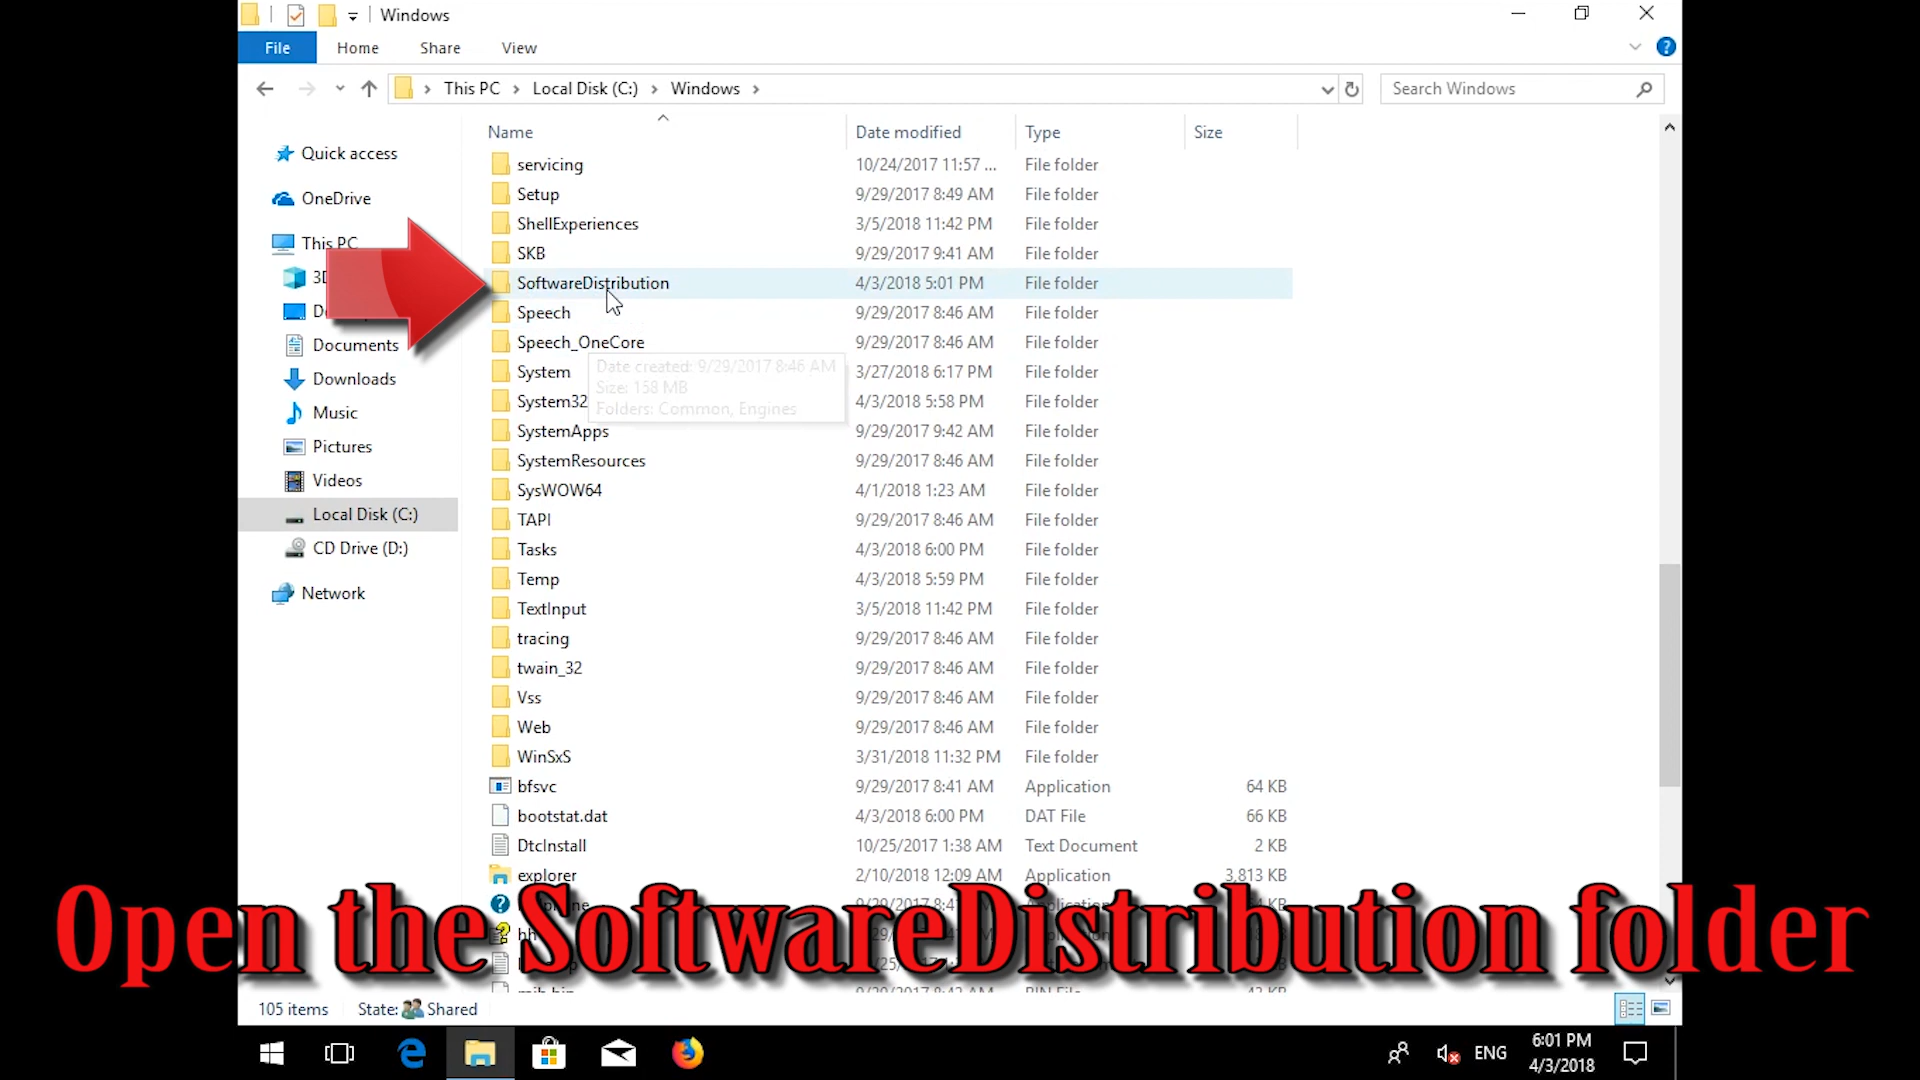 Windows
File Home Share View
This PC Local Disk (C:) Windows
Search Windows
Name Date modified Type Size
Quick access
OneDrive
This PC
3D
Documents
Downloads
Music
Pictures
Videos
Local Disk (C:)
CD Drive (D:)
Network
servicing 10/24/2017 11:57 ... File folder
Setup 9/29/2017 8:49 AM File folder
ShellExperiences 3/5/2018 11:42 PM File folder
SKB 9/29/2017 9:41 AM File folder
SoftwareDistribution 4/3/2018 5:01 PM File folder
Speech 9/29/2017 8:46 AM File folder
Speech_OneCore 9/29/2017 8:46 AM File folder
System 3/27/2018 6:17 PM File folder
System32 4/3/2018 5:58 PM File folder
Date created: 9/29/2017 8:46 AM
Size: 158 MB
Folders: Common, Engines
SystemApps 9/29/2017 9:42 AM File folder
SystemResources 9/29/2017 8:46 AM File folder
SysWOW64 4/1/2018 1:23 AM File folder
TAPI 9/29/2017 8:46 AM File folder
Tasks 4/3/2018 6:00 PM File folder
Temp 4/3/2018 5:59 PM File folder
TextInput 3/5/2018 11:42 PM File folder
tracing 9/29/2017 8:46 AM File folder
twain_32 9/29/2017 8:46 AM File folder
Vss 9/29/2017 8:46 AM File folder
Web 9/29/2017 8:46 AM File folder
WinSxS 3/31/2018 11:32 PM File folder
bfsvc 9/29/2017 8:41 AM Application 64 KB
bootstat.dat 4/3/2018 6:00 PM DAT File 66 KB
DtcInstall 10/25/2017 1:38 AM Text Document 2 KB
explorer 2/10/2018 12:09 AM Application 3,813 KB
Open the SoftwareDistribution folder
105 items State: Shared
ENG
6:01 PM
4/3/2018